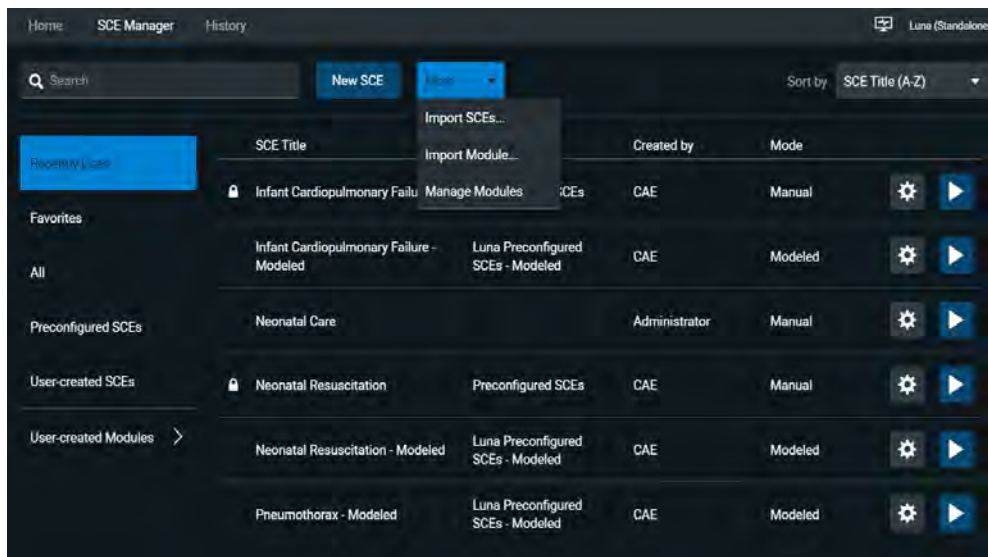 Home SCE Manager History Luna (Standalone
Search New SCE More Sort by SCE Title (A-Z)
Import SCEs...
SCE Title Created by Mode
Import Module...
Recently Used
Infant Cardiopulmonary Failu Manage Modules CEs CAE Manual
Favorites
Infant Cardiopulmonary Failure - Luna Preconfigured
Modeled SCEs - Modeled CAE Modeled
All
Preconfigured SCEs Neonatal Care Administrator Manual
User-created SCEs Neonatal Resuscitation Preconfigured SCEs CAE Manual
User-created Modules
Neonatal Resuscitation - Modeled Luna Preconfigured
SCEs - Modeled CAE Modeled
Pneumothorax - Modeled Luna Preconfigured
SCEs - Modeled CAE Modeled